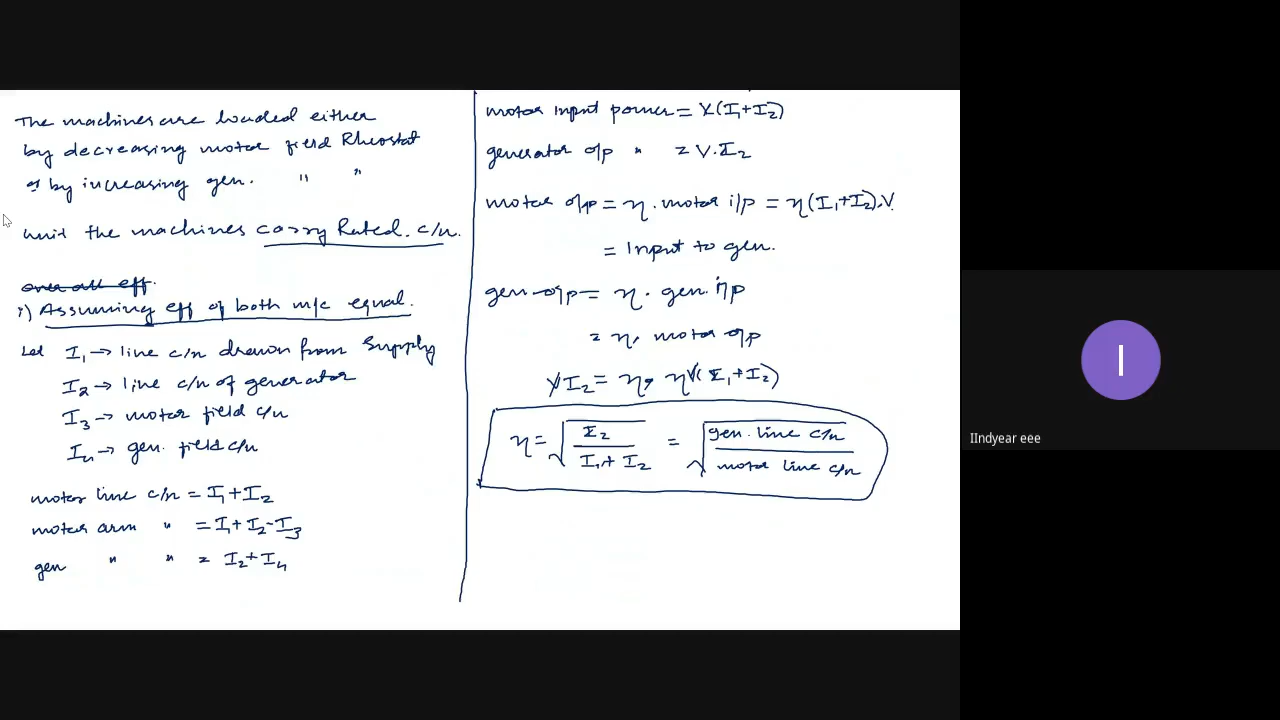 The machines are loaded either
by decreasing motor field Rheostat
or by increasing gen. " "
until the machines carry Rated. c/n.
over all eff.
i) Assuming eff of both m/c equal.
Let I₁ → line c/n drawn from Supply
I₂ → line c/n of generator
I₃ → motor field c/n
I₄ → gen. field c/n
motor line c/n = I₁ + I₂
motor arm " = I₁ + I₂ - I₃
gen " " = I₂ + I₄
motor input power = V(I₁+I₂)
generator o/p " = V.I₂
motor o/p = η. motor i/p = η(I₁+I₂).V.
= Input to gen.
gen o/p = η. gen. i/p
= η. motor o/p
VI₂ = η. ηV(I₁+I₂)
η = √(I₂/(I₁+I₂)) = √(gen. line c/n / motor line c/n)
I
IIndyear eee